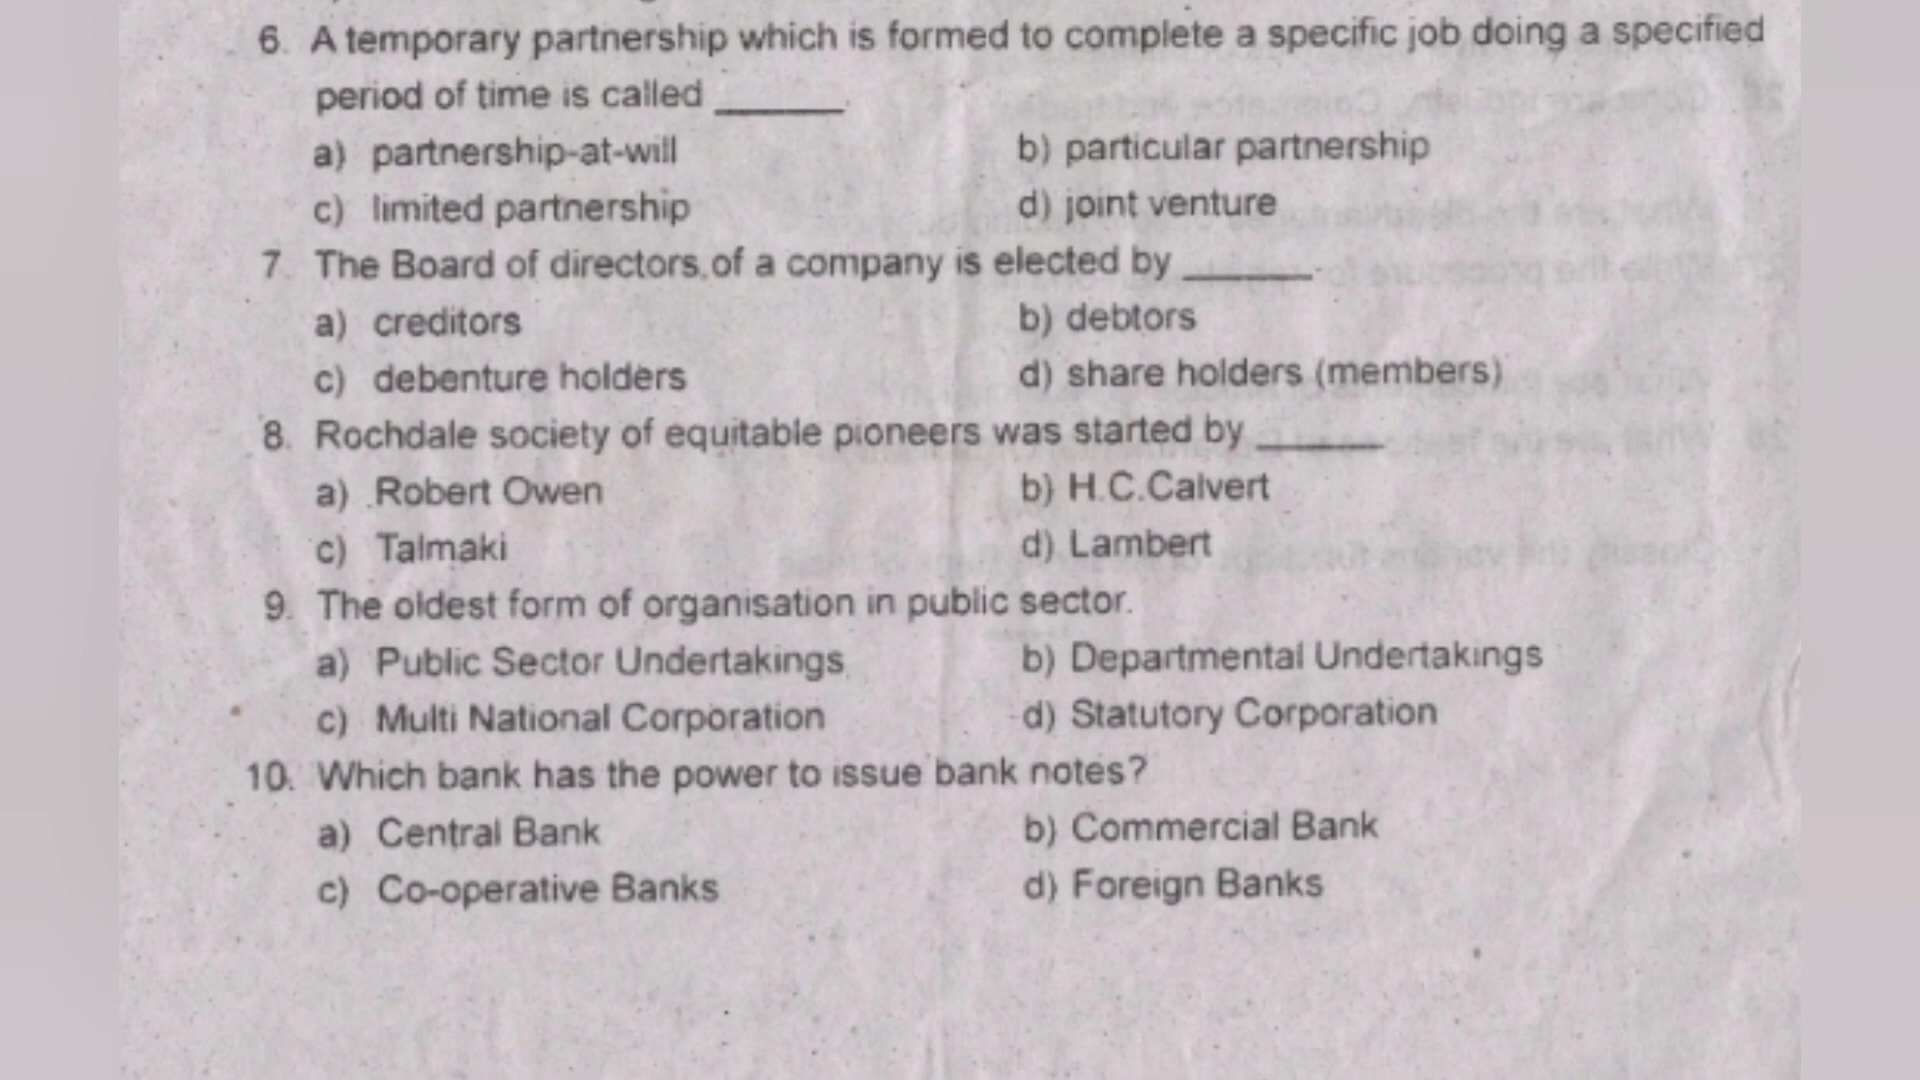 6. A temporary partnership which is formed to complete a specific job doing a specified
period of time is called ______.
a) partnership-at-will b) particular partnership
c) limited partnership d) joint venture
7. The Board of directors of a company is elected by ______.
a) creditors b) debtors
c) debenture holders d) share holders (members)
8. Rochdale society of equitable pioneers was started by ______
a) Robert Owen b) H.C.Calvert
c) Talmaki d) Lambert
9. The oldest form of organisation in public sector.
a) Public Sector Undertakings b) Departmental Undertakings
c) Multi National Corporation d) Statutory Corporation
10. Which bank has the power to issue bank notes?
a) Central Bank b) Commercial Bank
c) Co-operative Banks d) Foreign Banks